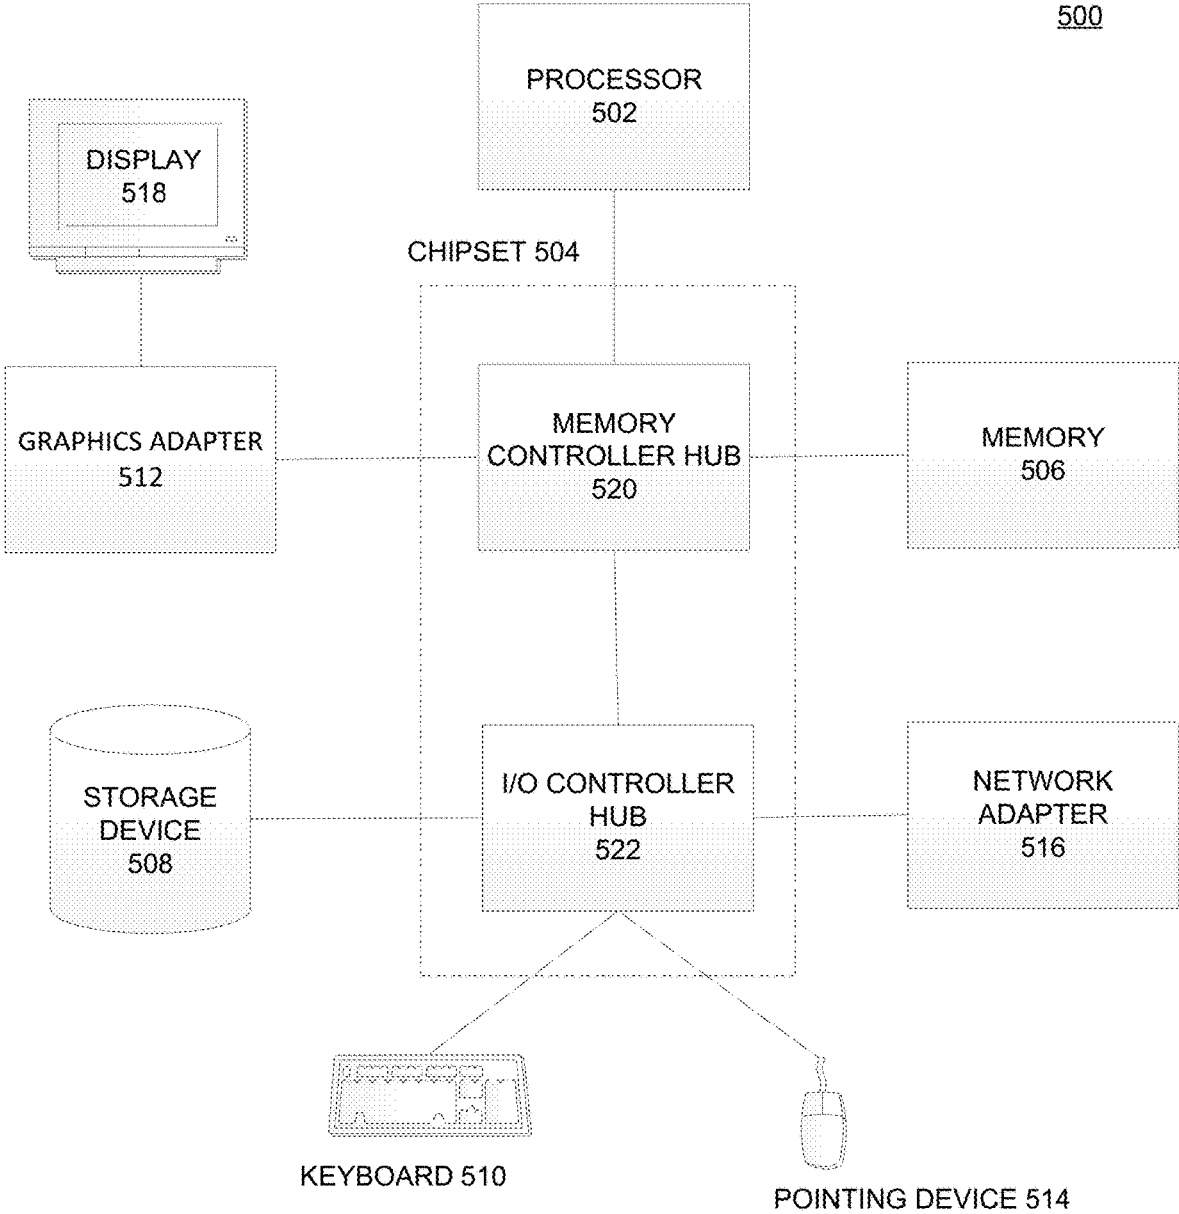 500
PROCESSOR
502
DISPLAY
518
CHIPSET 504
GRAPHICS ADAPTER
512
MEMORY
CONTROLLER HUB
520
MEMORY
506
STORAGE
DEVICE
508
I/O CONTROLLER
HUB
522
NETWORK
ADAPTER
516
KEYBOARD 510
POINTING DEVICE 514